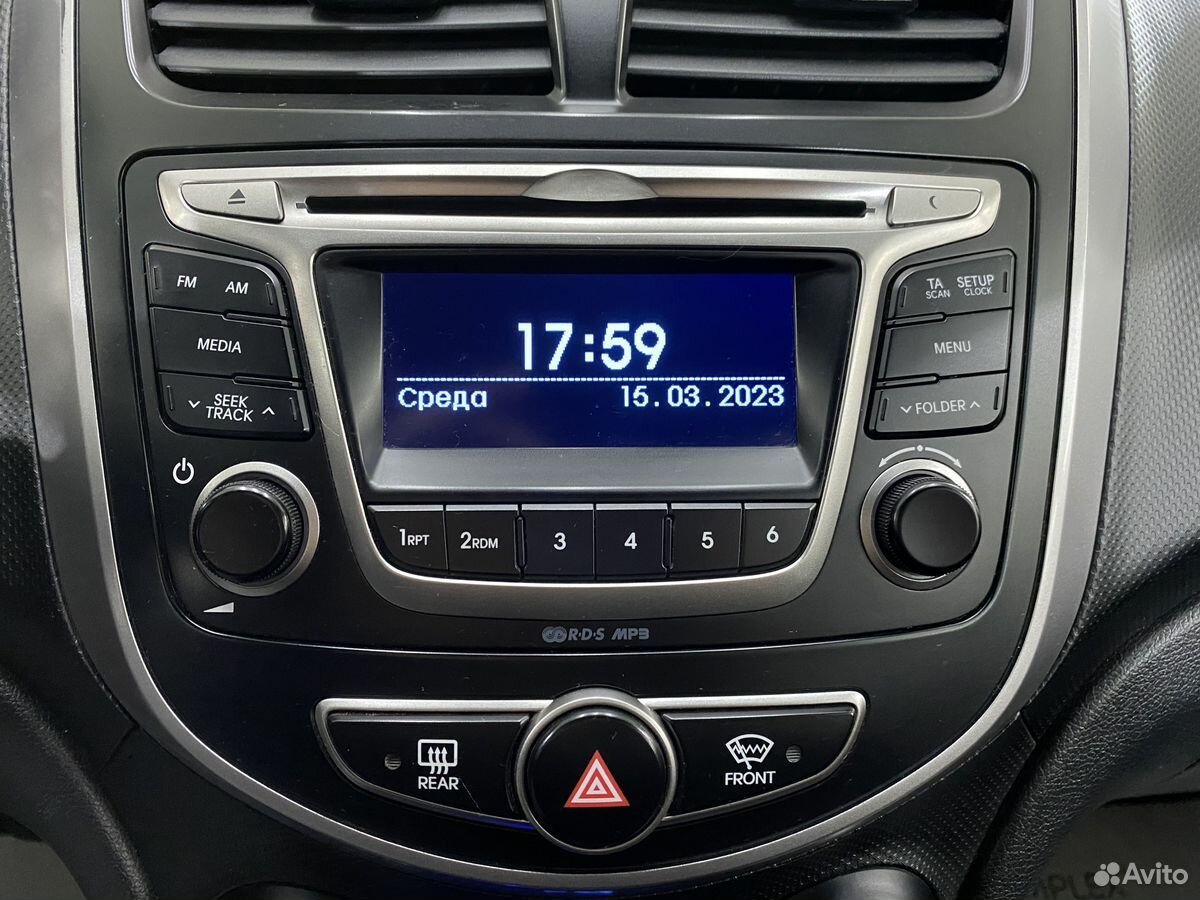 FM AM
TA SCAN
SETUP CLOCK
MEDIA
MENU
SEEK TRACK
FOLDER
17:59
Среда 15.03.2023
1RPT 2RDM 3 4 5 6
R·D·S MP3
REAR
FRONT
Avito